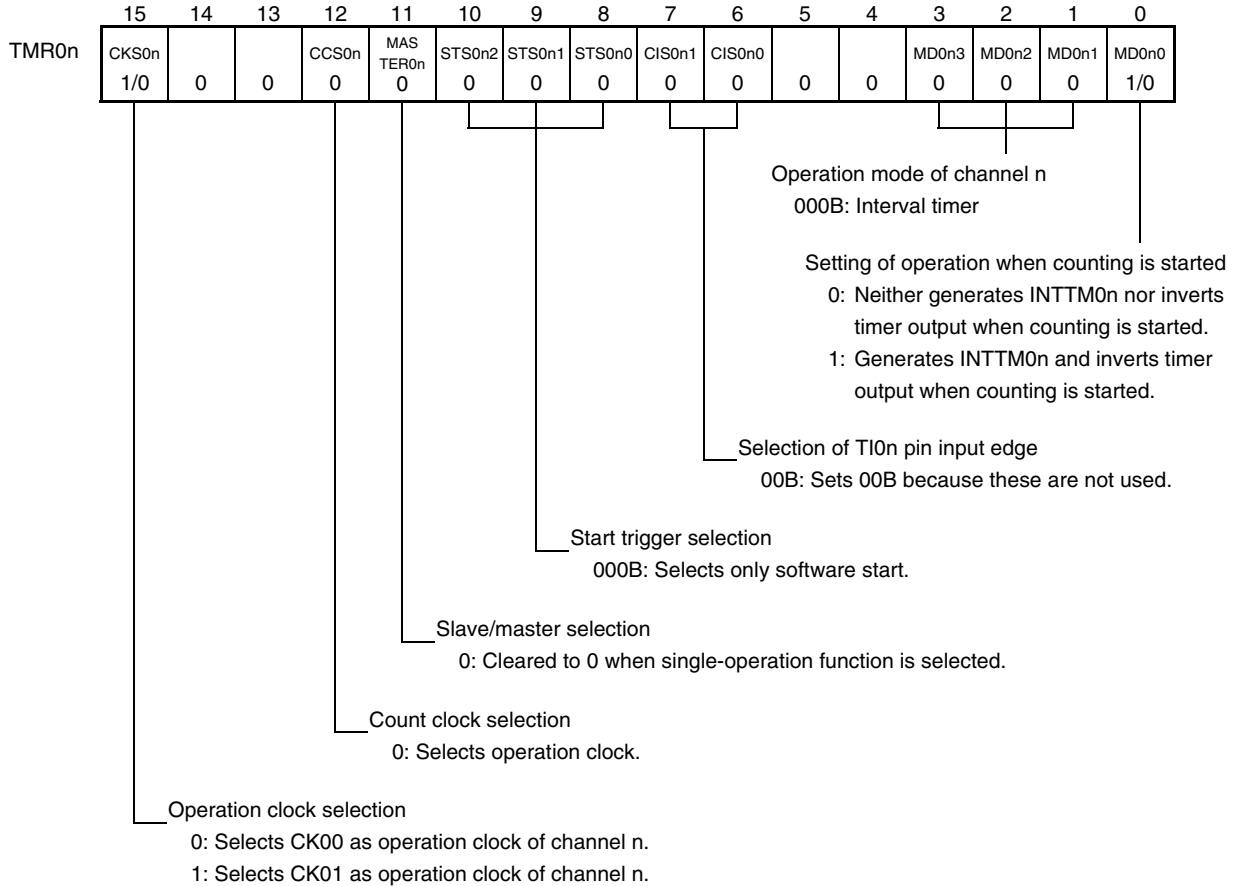 15 14 13 12 11 10 9 8 7 6 5 4 3 2 1 0
TMR0n
CKS0n CCS0n MAS TER0n STS0n2 STS0n1 STS0n0 CIS0n1 CIS0n0 MD0n3 MD0n2 MD0n1 MD0n0
1/0 0 0 0 0 0 0 0 0 0 0 0 0 0 0 1/0
Operation mode of channel n
000B: Interval timer
Setting of operation when counting is started
0: Neither generates INTTM0n nor inverts
timer output when counting is started.
1: Generates INTTM0n and inverts timer
output when counting is started.
Selection of TI0n pin input edge
00B: Sets 00B because these are not used.
Start trigger selection
000B: Selects only software start.
Slave/master selection
0: Cleared to 0 when single-operation function is selected.
Count clock selection
0: Selects operation clock.
Operation clock selection
0: Selects CK00 as operation clock of channel n.
1: Selects CK01 as operation clock of channel n.